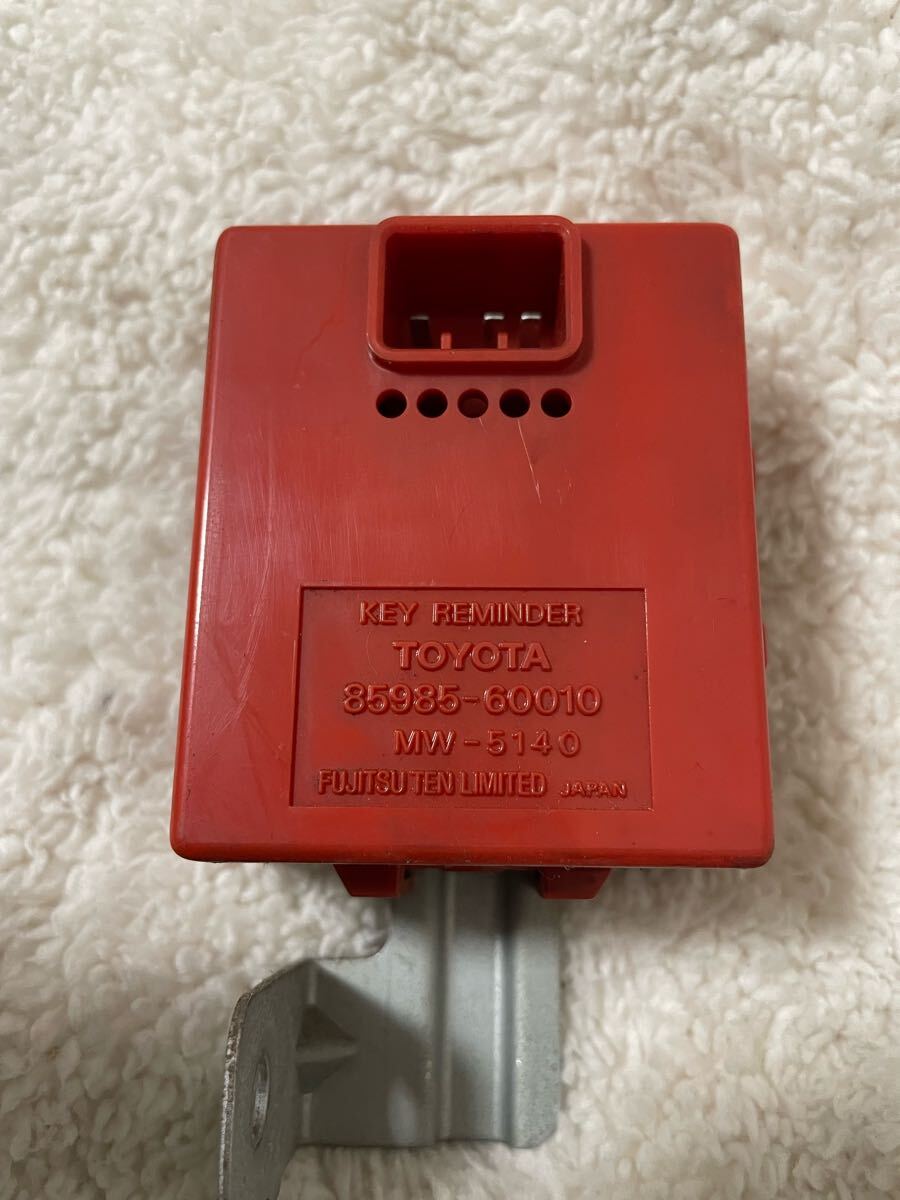 KEY REMINDER
TOYOTA
85985-60010
MW-5140
FUJITSU TEN LIMITED JAPAN